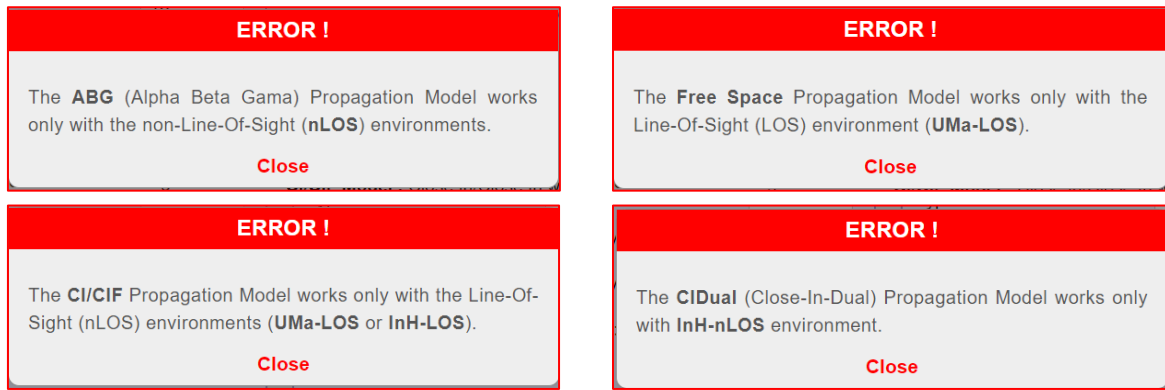 ERROR !
The ABG (Alpha Beta Gama) Propagation Model works
only with the non-Line-Of-Sight (nLOS) environments.
Close
ERROR !
The Free Space Propagation Model works only with the
Line-Of-Sight (LOS) environment (UMa-LOS).
Close
ERROR !
The CI/CIF Propagation Model works only with the Line-Of-
Sight (nLOS) environments (UMa-LOS or InH-LOS).
Close
ERROR !
The CIDual (Close-In-Dual) Propagation Model works only
with InH-nLOS environment.
Close